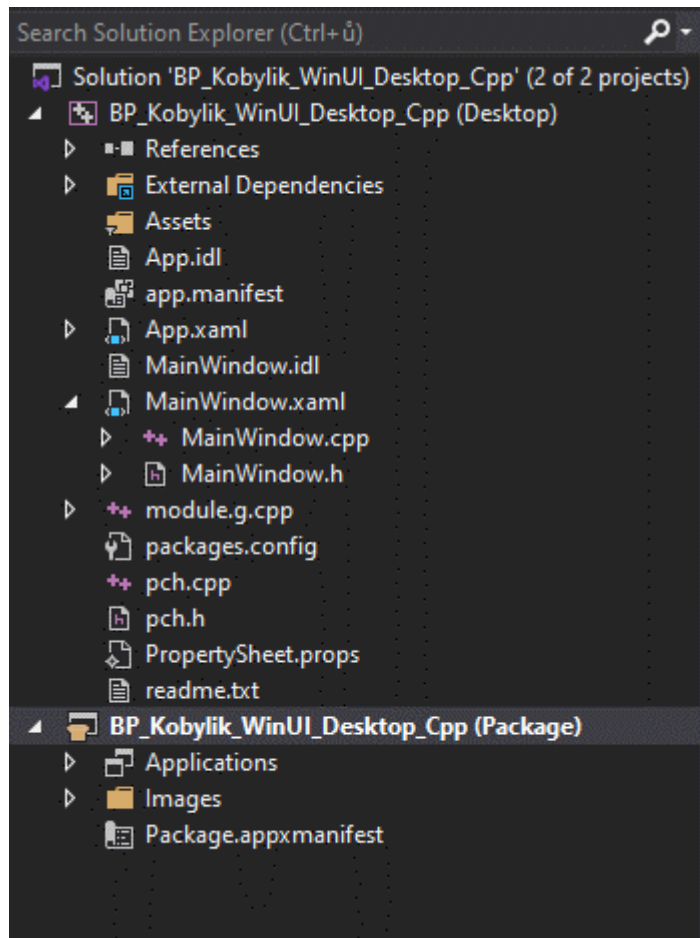 Search Solution Explorer (Ctrl+ů)
Solution 'BP_Kobylik_WinUI_Desktop_Cpp' (2 of 2 projects)
BP_Kobylik_WinUI_Desktop_Cpp (Desktop)
References
External Dependencies
Assets
App.idl
app.manifest
App.xaml
MainWindow.idl
MainWindow.xaml
MainWindow.cpp
MainWindow.h
module.g.cpp
packages.config
pch.cpp
pch.h
PropertySheet.props
readme.txt
BP_Kobylik_WinUI_Desktop_Cpp (Package)
Applications
Images
Package.appxmanifest